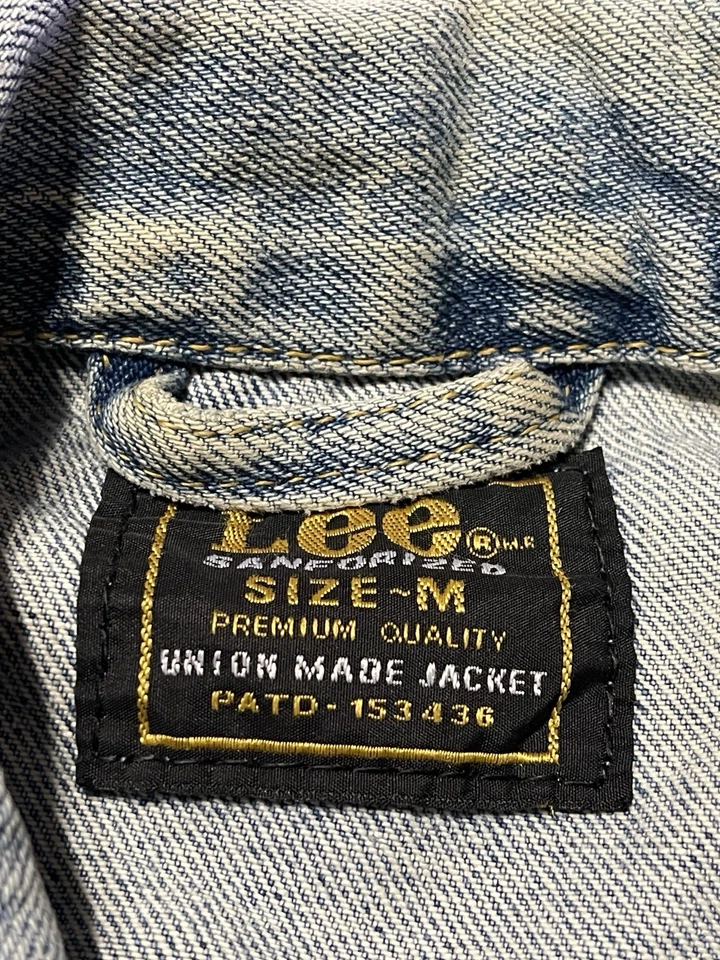 Lee ® M.R.
SANFORIZED
SIZE~M
PREMIUM QUALITY
UNION MADE JACKET
PATD-153436